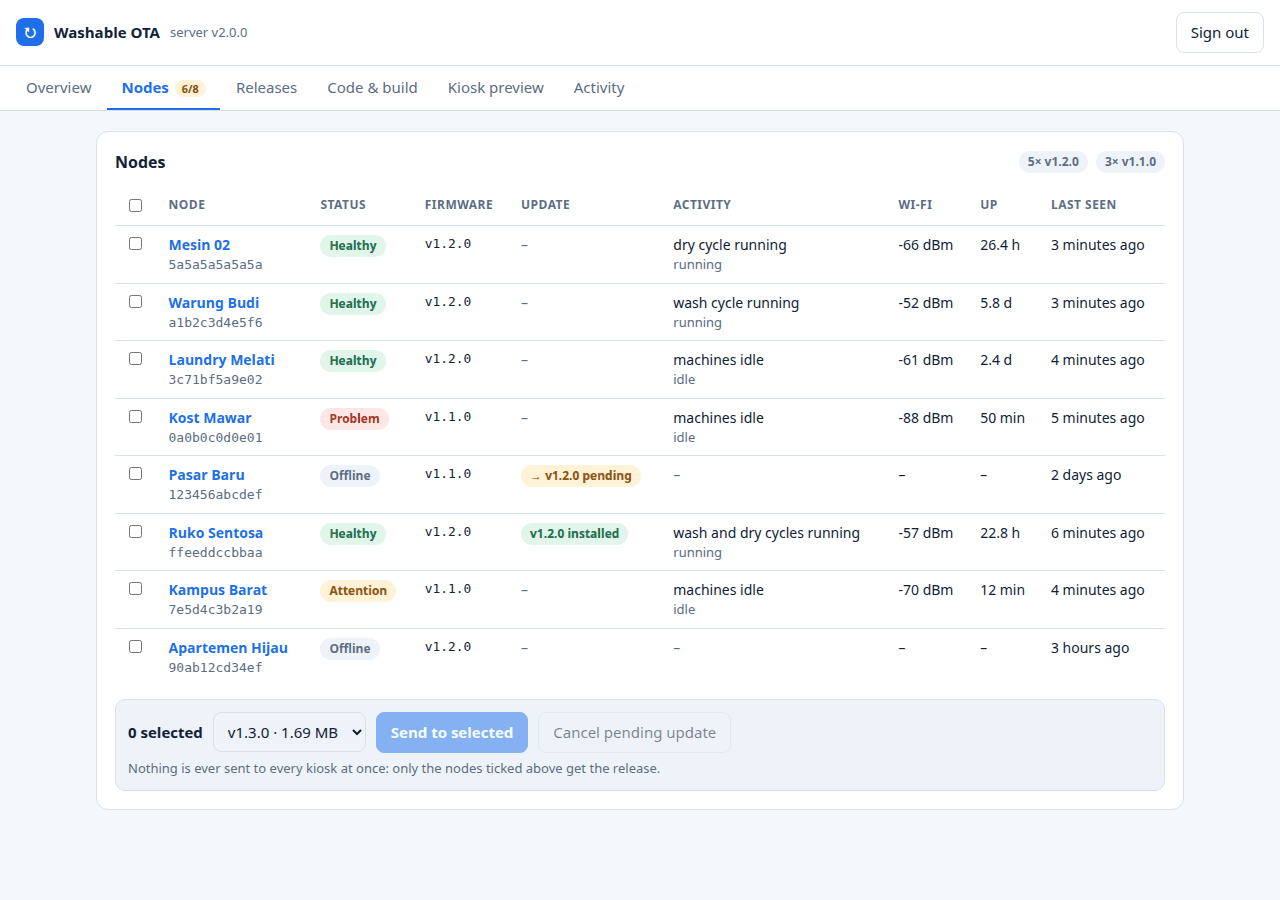 ↻ Washable OTA server v2.0.0 Sign out
Overview Nodes 6/8 Releases Code & build Kiosk preview Activity
Nodes 5× v1.2.0 3× v1.1.0
NODE STATUS FIRMWARE UPDATE ACTIVITY WI-FI UP LAST SEEN
Mesin 02 Healthy v1.2.0 – dry cycle running -66 dBm 26.4 h 3 minutes ago
5a5a5a5a5a5a running
Warung Budi Healthy v1.2.0 – wash cycle running -52 dBm 5.8 d 3 minutes ago
a1b2c3d4e5f6 running
Laundry Melati Healthy v1.2.0 – machines idle -61 dBm 2.4 d 4 minutes ago
3c71bf5a9e02 idle
Kost Mawar Problem v1.1.0 – machines idle -88 dBm 50 min 5 minutes ago
0a0b0c0d0e01 idle
Pasar Baru Offline v1.1.0 → v1.2.0 pending – – – 2 days ago
123456abcdef
Ruko Sentosa Healthy v1.2.0 v1.2.0 installed wash and dry cycles running -57 dBm 22.8 h 6 minutes ago
ffeeddccbbaa running
Kampus Barat Attention v1.1.0 – machines idle -70 dBm 12 min 4 minutes ago
7e5d4c3b2a19 idle
Apartemen Hijau Offline v1.2.0 – – – – 3 hours ago
90ab12cd34ef
0 selected v1.3.0 · 1.69 MB Send to selected Cancel pending update
Nothing is ever sent to every kiosk at once: only the nodes ticked above get the release.